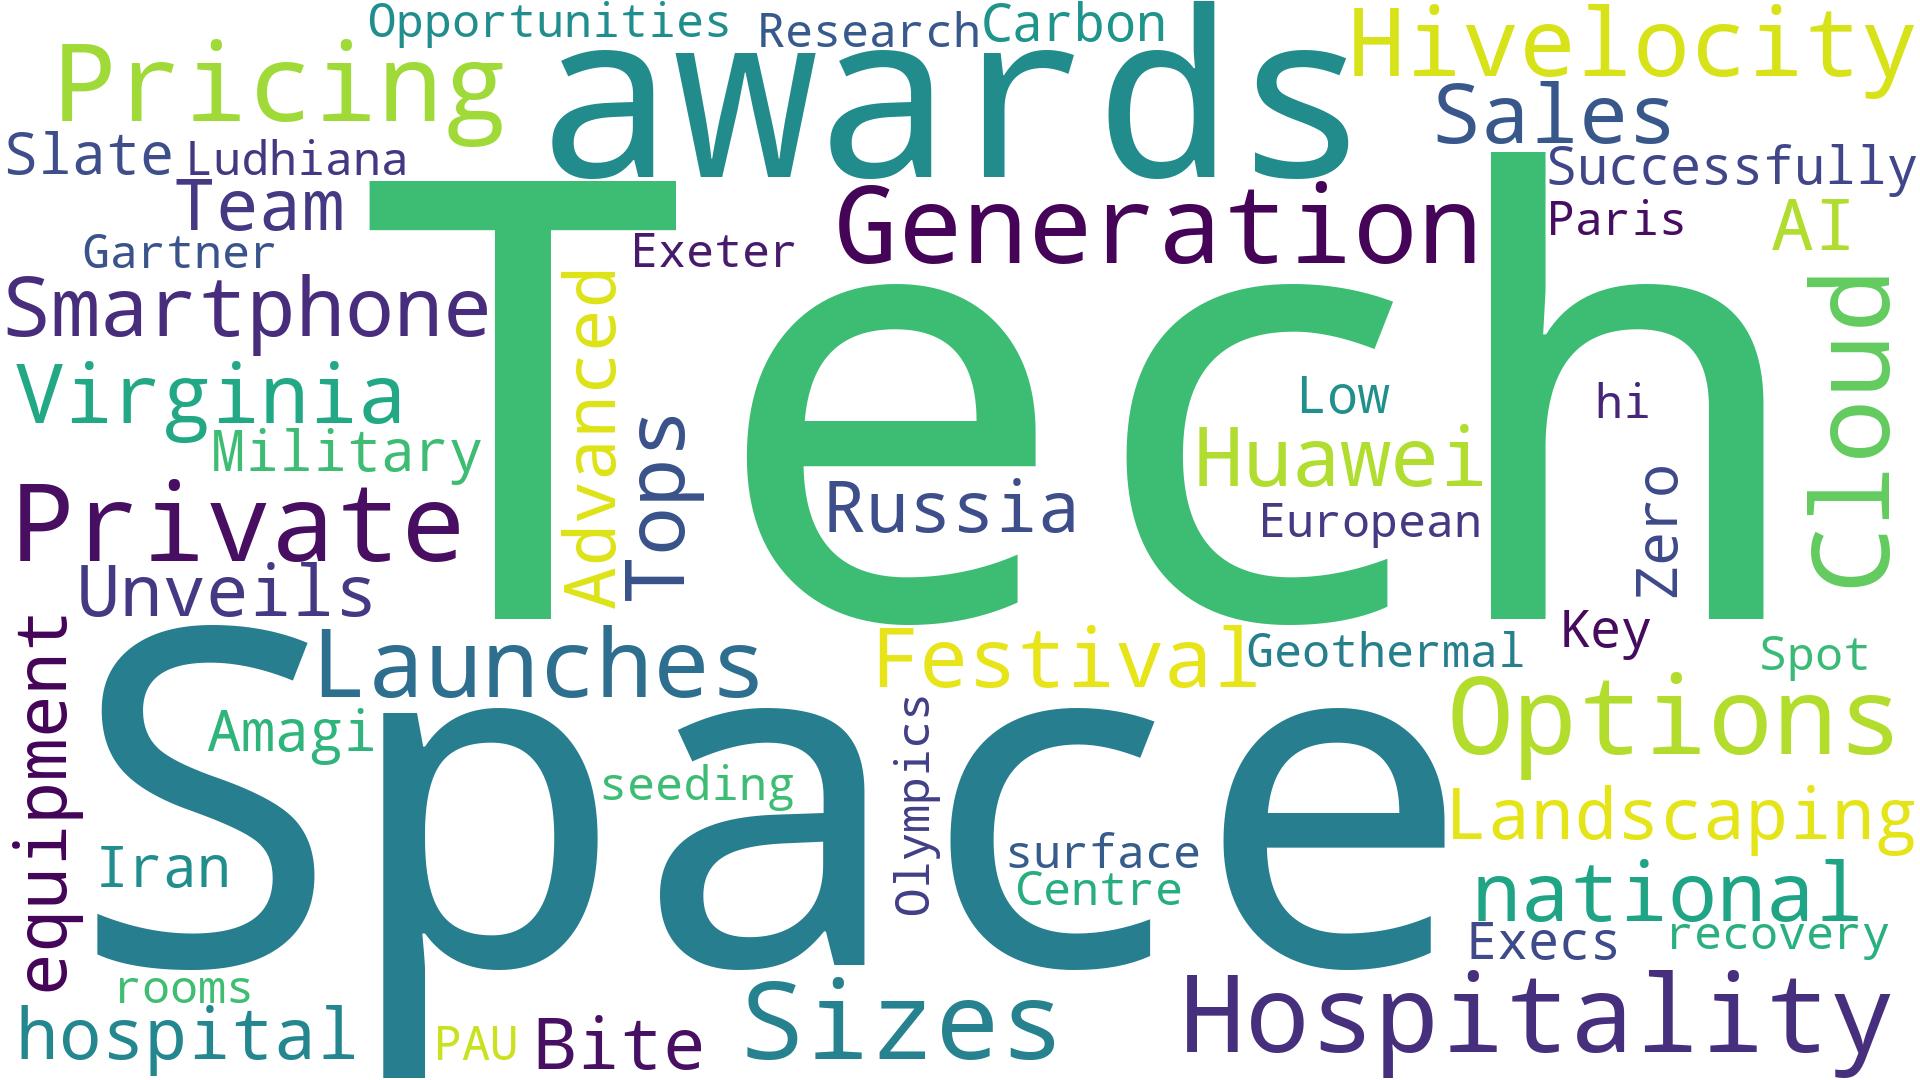 Opportunities
Research
Carbon
Hivelocity
Pricing
awards
Sales
Slate
Ludhiana
Successfully
Team
Tech
Generation
Paris
AI
Gartner
Exeter
Smartphone
Advanced
Cloud
Virginia
Low
hi
Military
Tops
Huawei
Private
Russia
European
Zero
Unveils
equipment
Space
Launches
Festival
Geothermal
Key
Spot
Options
Amagi
Olympics
seeding
Landscaping
Iran
surface
Centre
national
Execs
recovery
rooms
hospital
PAU
Bite
Sizes
Hospitality